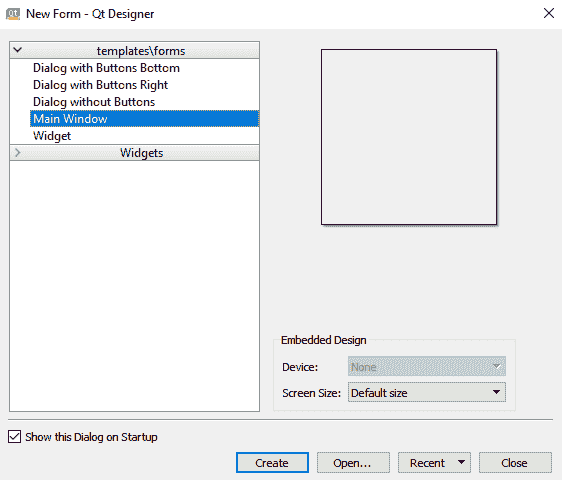 New Form - Qt Designer
templates\forms
Dialog with Buttons Bottom
Dialog with Buttons Right
Dialog without Buttons
Main Window
Widget
Widgets
Embedded Design
Device: None
Screen Size: Default size
Show this Dialog on Startup
Create Open... Recent Close